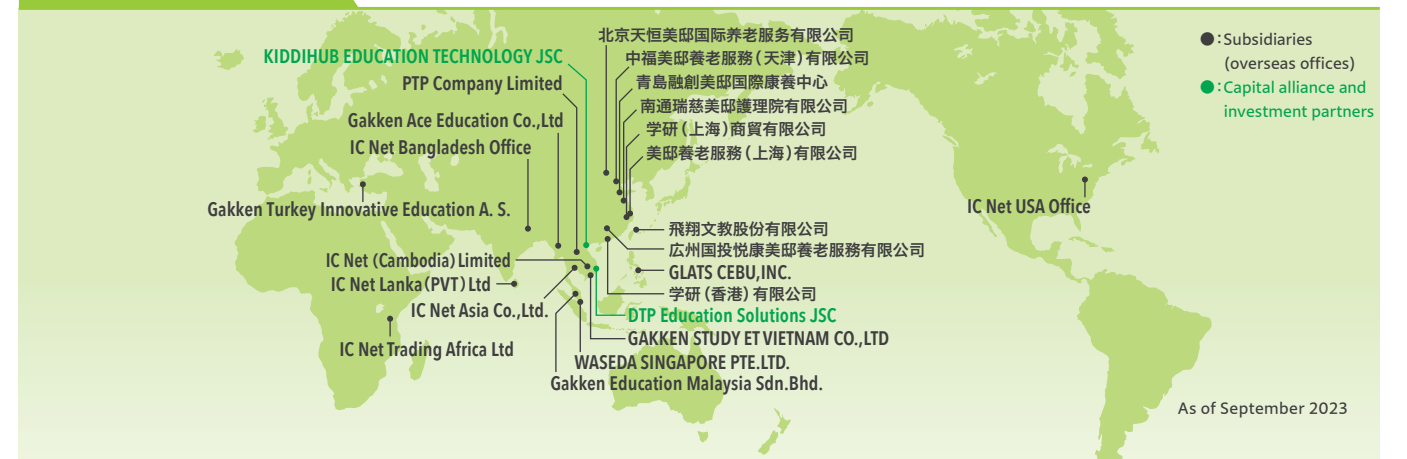 北京天恒美邸国际养老服务有限公司
KIDDIHUB EDUCATION TECHNOLOGY JSC
中福美邸養老服務（天津）有限公司
PTP Company Limited
青島融創美邸国際康養中心
南通瑞慈美邸護理院有限公司
Gakken Ace Education Co.,Ltd
学研（上海）商貿有限公司
IC Net Bangladesh Office
美邸養老服務（上海）有限公司
Gakken Turkey Innovative Education A. S.
IC Net USA Office
飛翔文教股份有限公司
広州国投悦康美邸養老服務有限公司
IC Net (Cambodia) Limited
GLATS CEBU,INC.
IC Net Lanka (PVT) Ltd
学研（香港）有限公司
IC Net Asia Co.,Ltd.
DTP Education Solutions JSC
GAKKEN STUDY ET VIETNAM CO.,LTD
IC Net Trading Africa Ltd
WASEDA SINGAPORE PTE.LTD.
Gakken Education Malaysia Sdn.Bhd.
●：Subsidiaries
(overseas offices)
●：Capital alliance and
investment partners
As of September 2023